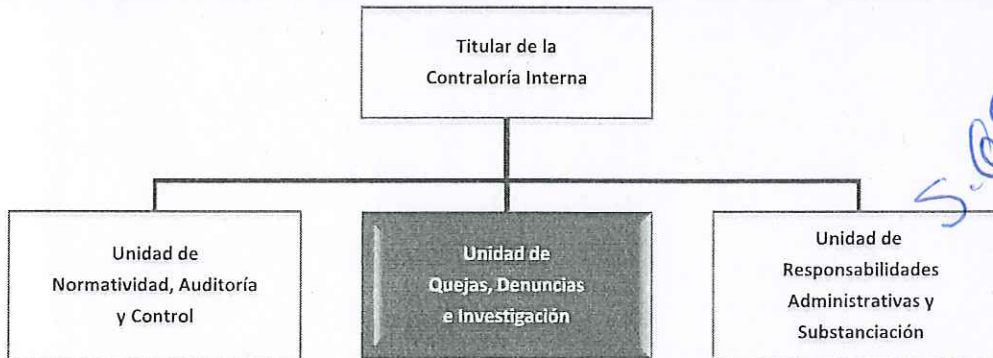 Titular de la
Contraloría Interna
Unidad de
Normatividad, Auditoría
y Control
Unidad de
Quejas, Denuncias
e Investigación
Unidad de
Responsabilidades
Administrativas y
Substanciación